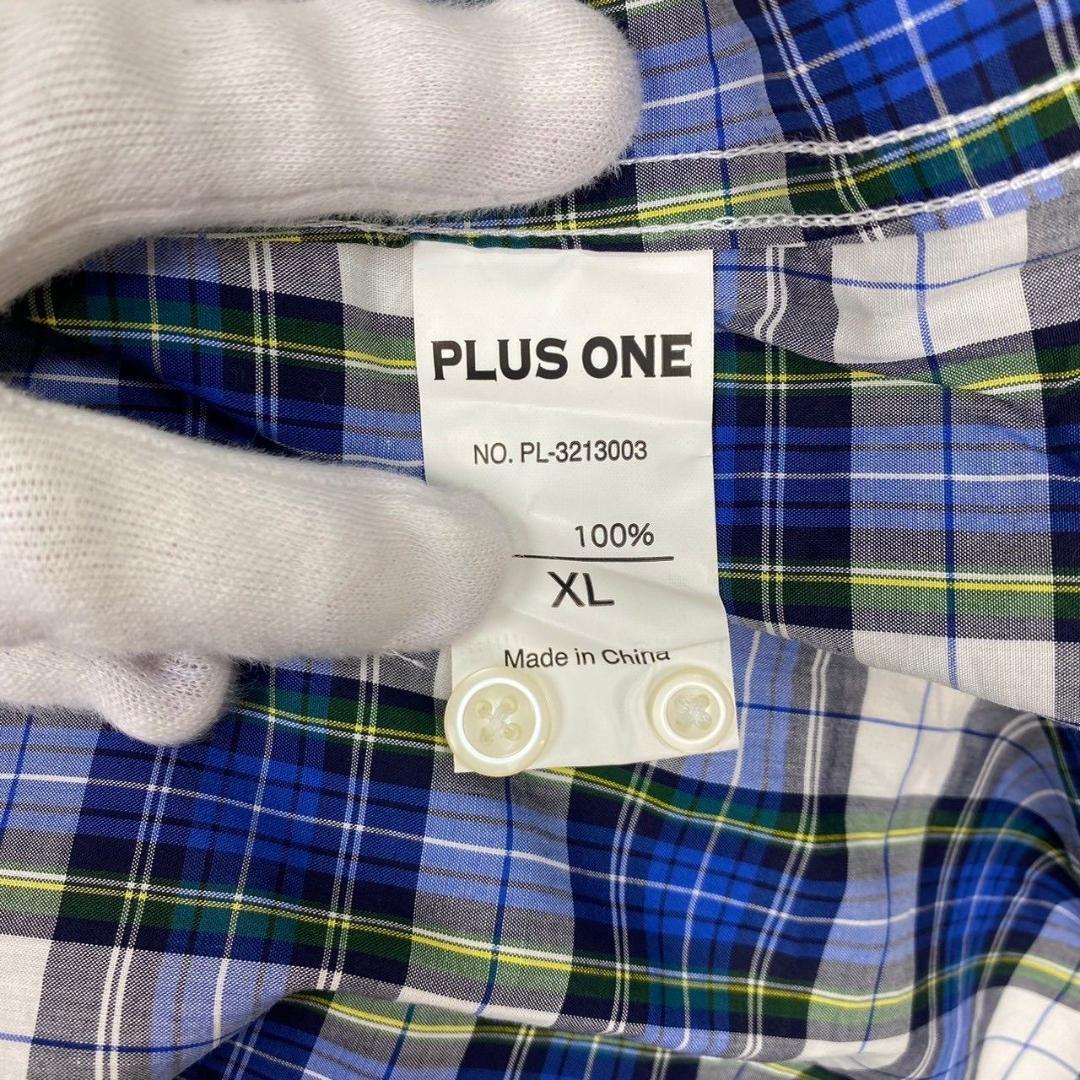 PLUS ONE
NO. PL-3213003
100%
XL
Made in China